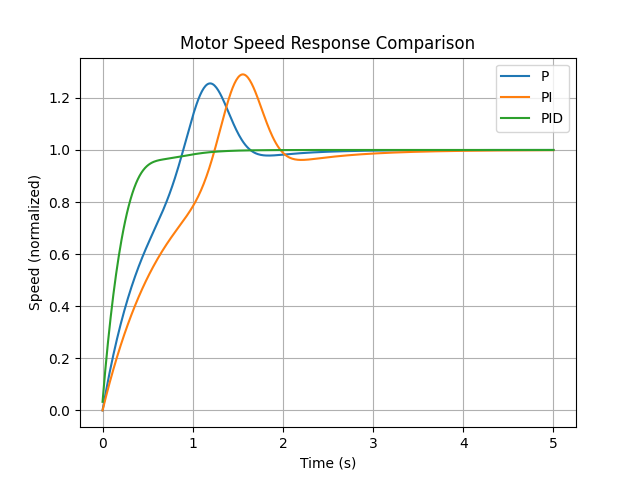 Motor Speed Response Comparison
Speed (normalized)
1.2
1.0
0.8
0.6
0.4
0.2
0.0
P
PI
PID
0 1 2 3 4 5
Time (s)